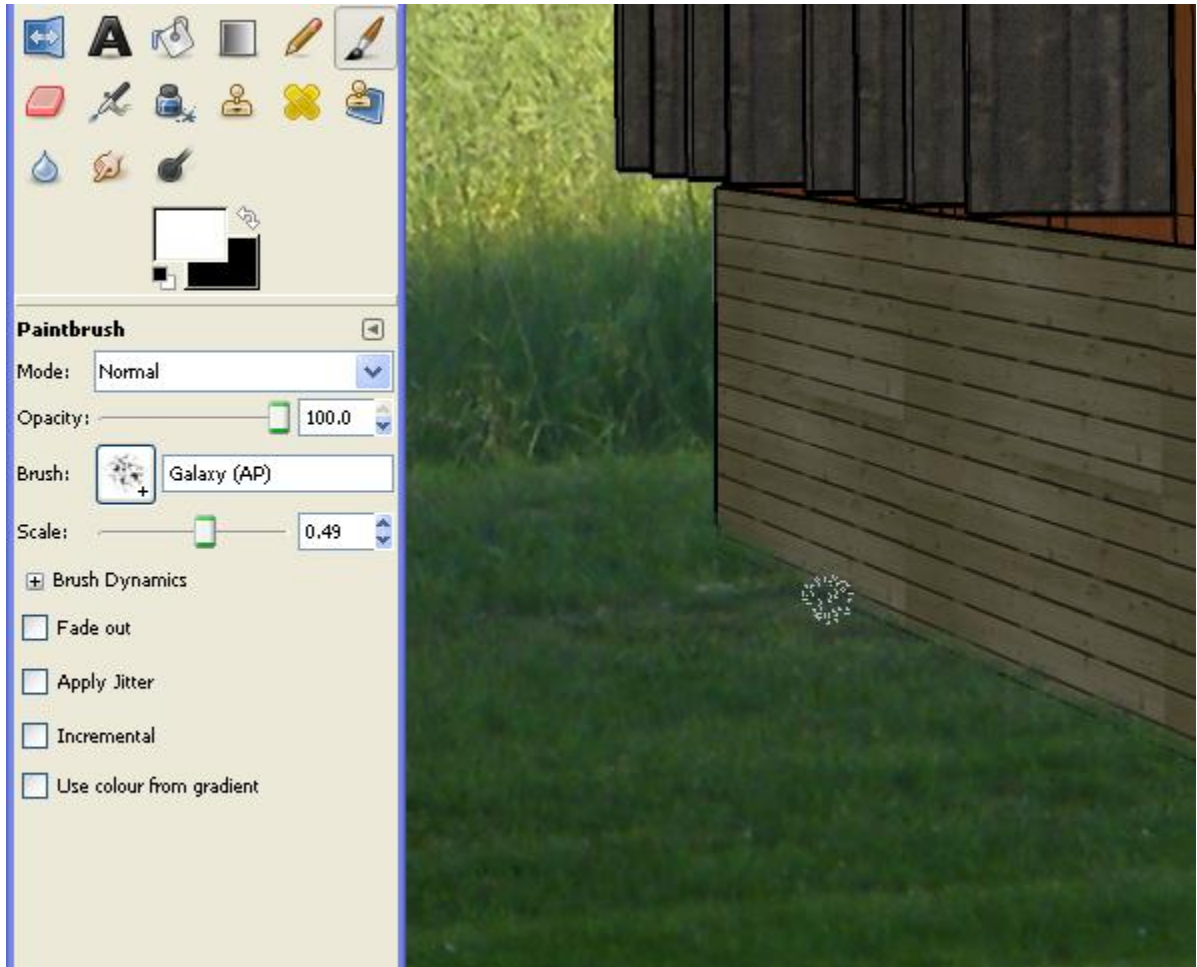 Paintbrush
Mode: Normal
Opacity: 100.0
Brush: Galaxy (AP)
Scale: 0.49
Brush Dynamics
Fade out
Apply Jitter
Incremental
Use colour from gradient